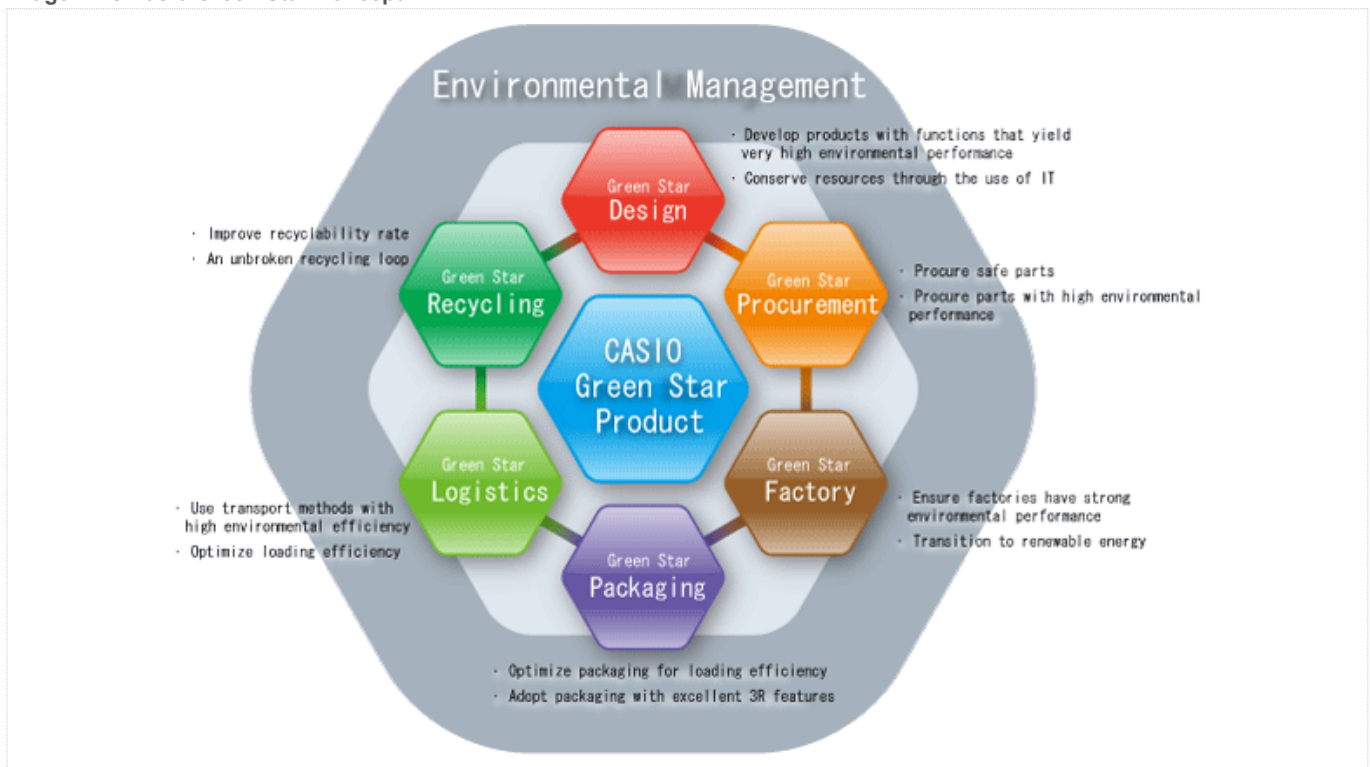 Environmental Management
Green Star
Design
· Develop products with functions that yield
very high environmental performance
· Conserve resources through the use of IT
Green Star
Procurement
· Procure safe parts
· Procure parts with high environmental
performance
Green Star
Factory
· Ensure factories have strong
environmental performance
· Transition to renewable energy
Green Star
Packaging
· Optimize packaging for loading efficiency
· Adopt packaging with excellent 3R features
Green Star
Logistics
· Use transport methods with
high environmental efficiency
· Optimize loading efficiency
Green Star
Recycling
· Improve recyclability rate
· An unbroken recycling loop
CASIO
Green Star
Product